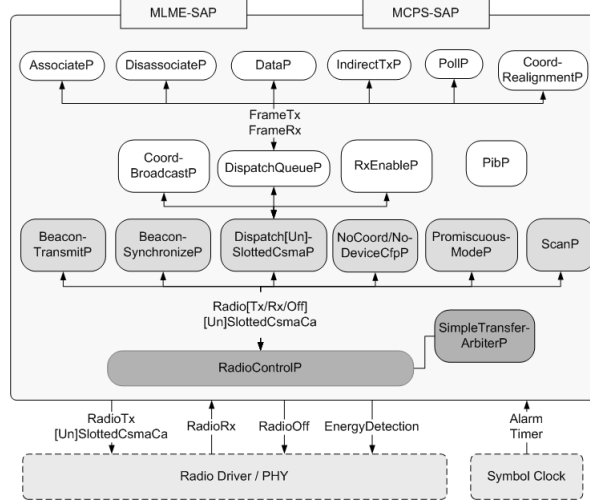 MLME-SAP
MCPS-SAP
AssociateP
DisassociateP
DataP
IndirectTxP
PollP
Coord-
RealignmentP
FrameTx
FrameRx
Coord-
BroadcastP
DispatchQueueP
RxEnableP
PibP
Beacon-
TransmitP
Beacon-
SynchronizeP
Dispatch[Un]-
SlottedCsmaP
NoCoord/No-
DeviceCfpP
Promiscuous-
ModeP
ScanP
Radio[Tx/Rx/Off]
[Un]SlottedCsmaCa
SimpleTransfer-
ArbiterP
RadioControlP
RadioTx
[Un]SlottedCsmaCa
RadioRx
RadioOff
EnergyDetection
Alarm
Timer
Radio Driver / PHY
Symbol Clock